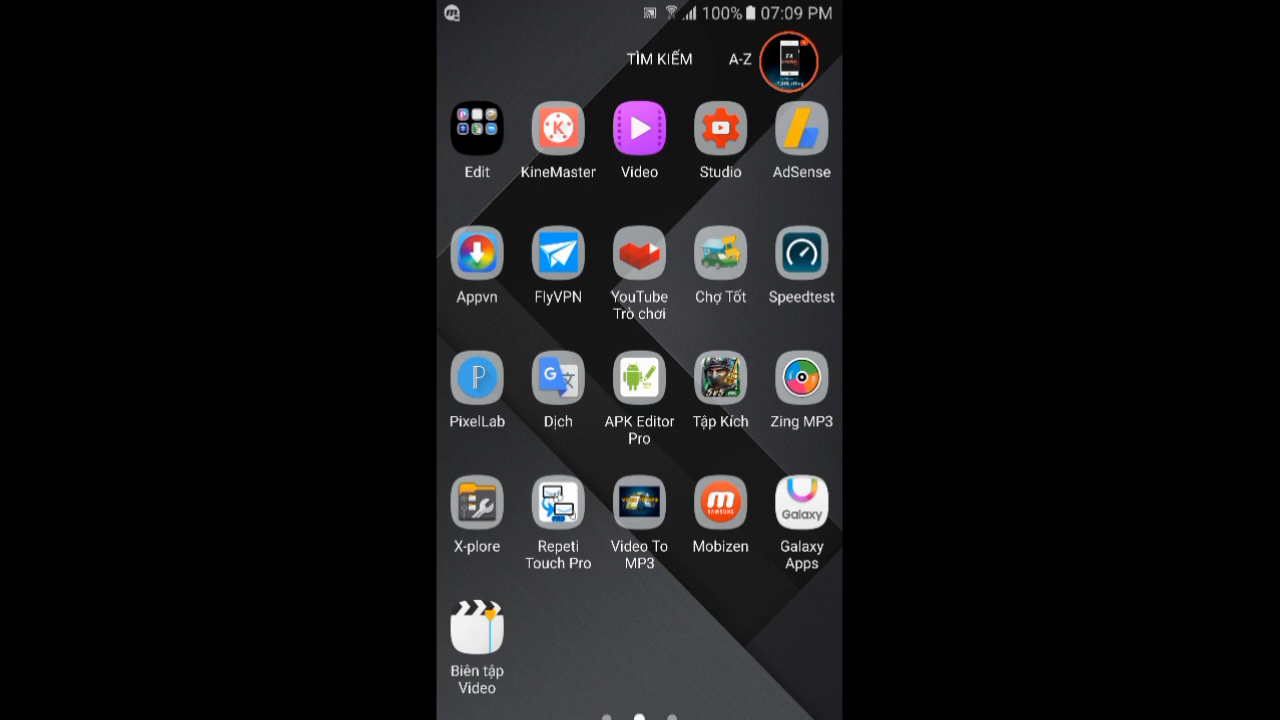 100% 07:09 PM
TÌM KIẾM A-Z
Edit KineMaster Video Studio AdSense
Appvn FlyVPN YouTube Trò chơi Chợ Tốt Speedtest
PixelLab Dịch APK Editor Pro Tập Kích Zing MP3
SAMSUNG
Galaxy
X-plore Repeti Touch Pro Video To MP3 Mobizen Galaxy Apps
Biên tập
Video